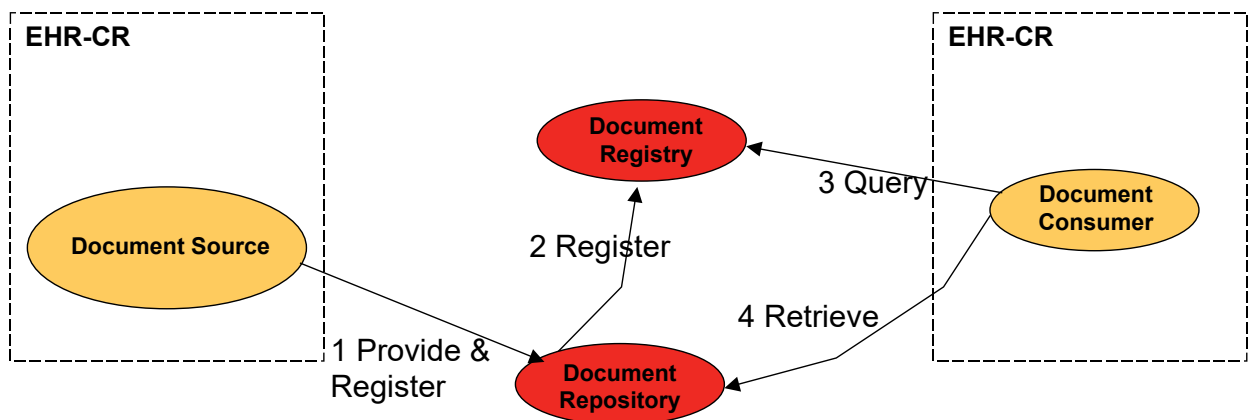 EHR-CR
EHR-CR
Document
Registry
3 Query
Document
Consumer
Document Source
2 Register
4 Retrieve
1 Provide &
Register
Document
Repository